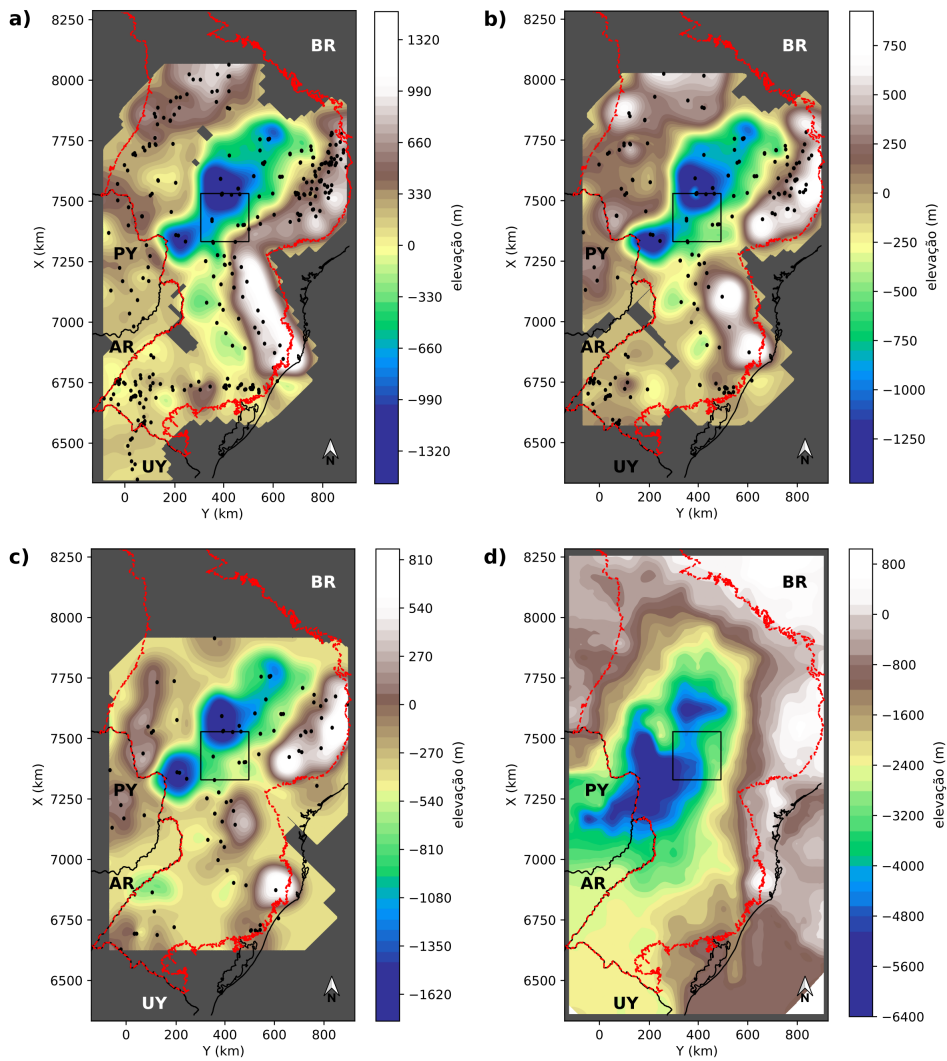 a)
8250
8000
7750
7500
7250
7000
6750
6500
X (km)
0 200 400 600 800
Y (km)
BR
PY
AR
UY
N
1320
990
660
330
0
−330
−660
−990
−1320
elevação (m)
b)
8250
8000
7750
7500
7250
7000
6750
6500
X (km)
0 200 400 600 800
Y (km)
BR
PY
AR
UY
N
750
500
250
0
−250
−500
−750
−1000
−1250
elevação (m)
c)
8250
8000
7750
7500
7250
7000
6750
6500
X (km)
0 200 400 600 800
Y (km)
BR
PY
AR
UY
N
810
540
270
0
−270
−540
−810
−1080
−1350
−1620
elevação (m)
d)
8250
8000
7750
7500
7250
7000
6750
6500
X (km)
0 200 400 600 800
Y (km)
BR
PY
AR
UY
N
800
0
−800
−1600
−2400
−3200
−4000
−4800
−5600
−6400
elevação (m)